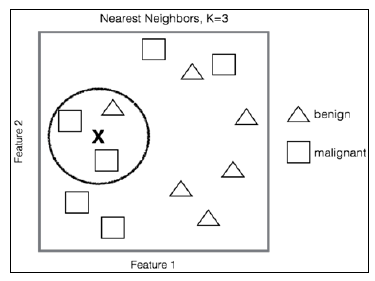 Nearest Neighbors, K=3
Feature 2
X
benign
malignant
Feature 1